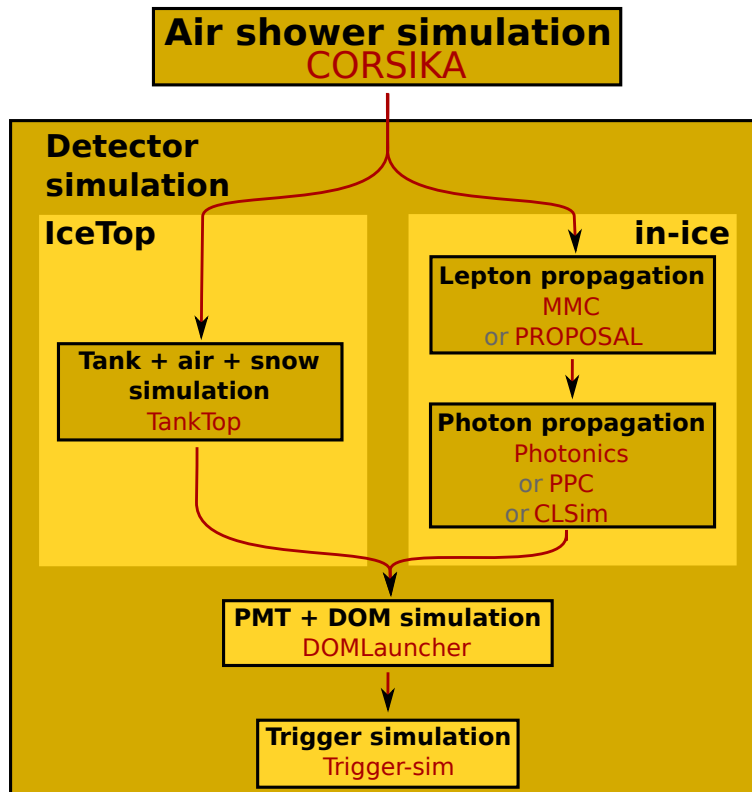 Air shower simulation
CORSIKA
Detector
simulation
IceTop
in-ice
Lepton propagation
MMC
or PROPOSAL
Tank + air + snow
simulation
TankTop
Photon propagation
Photonics
or PPC
or CLSim
PMT + DOM simulation
DOMLauncher
Trigger simulation
Trigger-sim